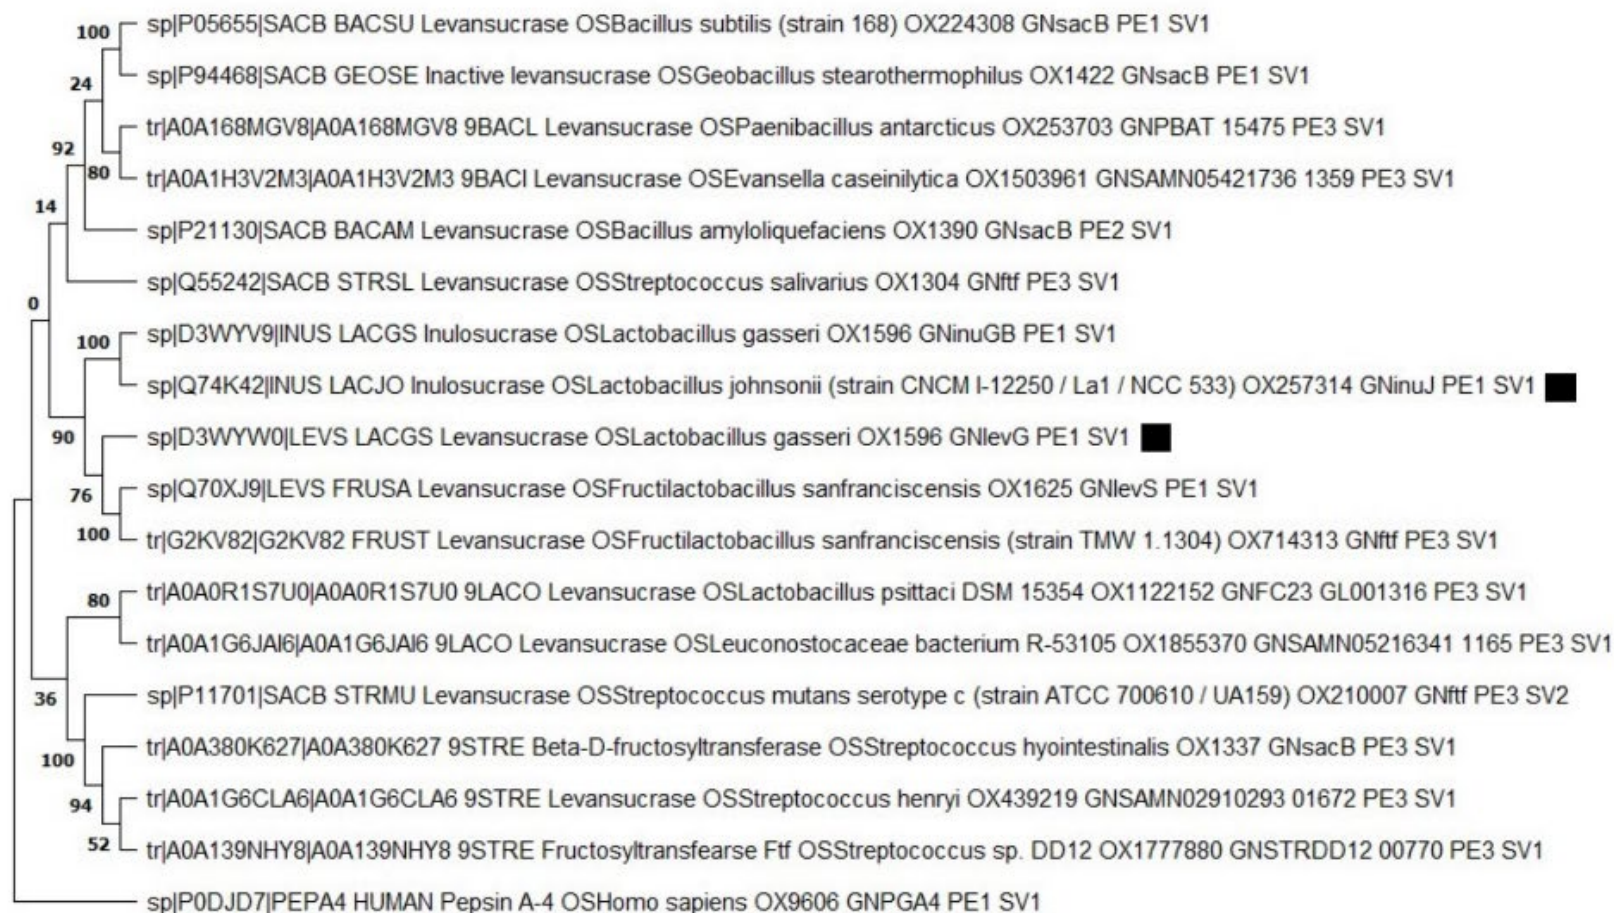 100
sp|P05655|SACB BACSU Levansucrase OSBacillus subtilis (strain 168) OX224308 GNsacB PE1 SV1
sp|P94468|SACB GEOSE Inactive levansucrase OSGeobacillus stearothermophilus OX1422 GNsacB PE1 SV1
24
tr|A0A168MGV8|A0A168MGV8 9BACL Levansucrase OSPaenibacillus antarcticus OX253703 GNPBAT 15475 PE3 SV1
92
80
tr|A0A1H3V2M3|A0A1H3V2M3 9BACI Levansucrase OSEvansella caseinilytica OX1503961 GNSAMN05421736 1359 PE3 SV1
14
sp|P21130|SACB BACAM Levansucrase OSBacillus amyloliquefaciens OX1390 GNsacB PE2 SV1
sp|Q55242|SACB STRSL Levansucrase OSStreptococcus salivarius OX1304 GNftf PE3 SV1
0
sp|D3WYV9|INUS LACGS Inulosucrase OSLactobacillus gasseri OX1596 GNinuGB PE1 SV1
100
sp|Q74K42|INUS LACJO Inulosucrase OSLactobacillus johnsonii (strain CNCM I-12250 / La1 / NCC 533) OX257314 GNinuJ PE1 SV1
90
sp|D3WYW0|LEVS LACGS Levansucrase OSLactobacillus gasseri OX1596 GNlevG PE1 SV1
76
sp|Q70XJ9|LEVS FRUSA Levansucrase OSFructilactobacillus sanfranciscensis OX1625 GNlevS PE1 SV1
100
tr|G2KV82|G2KV82 FRUST Levansucrase OSFructilactobacillus sanfranciscensis (strain TMW 1.1304) OX714313 GNftf PE3 SV1
80
tr|A0A0R1S7U0|A0A0R1S7U0 9LACO Levansucrase OSLactobacillus psittaci DSM 15354 OX1122152 GNFC23 GL001316 PE3 SV1
tr|A0A1G6JAI6|A0A1G6JAI6 9LACO Levansucrase OSLeuconostocaceae bacterium R-53105 OX1855370 GNSAMN05216341 1165 PE3 SV1
36
sp|P11701|SACB STRMU Levansucrase OSStreptococcus mutans serotype c (strain ATCC 700610 / UA159) OX210007 GNftf PE3 SV2
100
tr|A0A380K627|A0A380K627 9STRE Beta-D-fructosyltransferase OSStreptococcus hyointestinalis OX1337 GNsacB PE3 SV1
94
tr|A0A1G6CLA6|A0A1G6CLA6 9STRE Levansucrase OSStreptococcus henryi OX439219 GNSAMN02910293 01672 PE3 SV1
52
tr|A0A139NHY8|A0A139NHY8 9STRE Fructosyltransfearse Ftf OSStreptococcus sp. DD12 OX1777880 GNSTRDD12 00770 PE3 SV1
sp|P0DJD7|PEPA4 HUMAN Pepsin A-4 OSHomo sapiens OX9606 GNPGA4 PE1 SV1